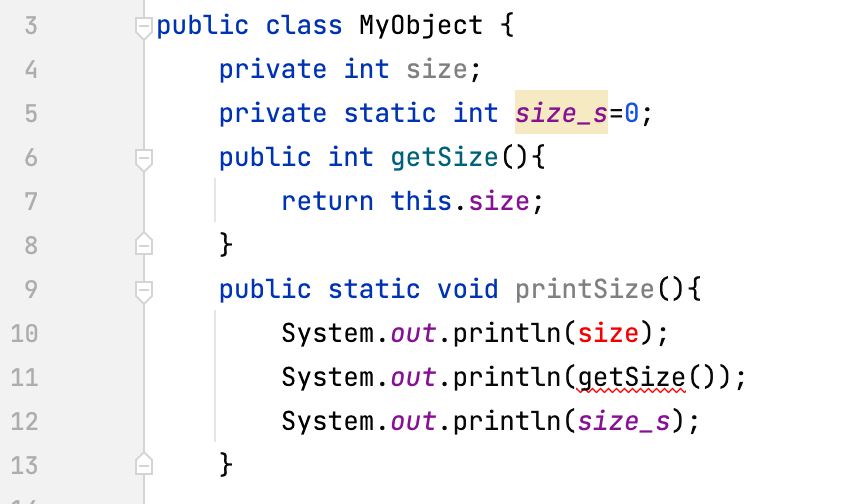 3 public class MyObject {
4 private int size;
5 private static int size_s=0;
6 public int getSize(){
7 return this.size;
8 }
9 public static void printSize(){
10 System.out.println(size);
11 System.out.println(getSize());
12 System.out.println(size_s);
13 }